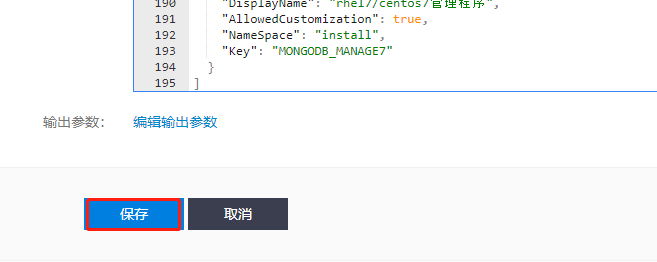 190 "DisplayName": "rhel7/centos7管理程序",
191 "AllowedCustomization": true,
192 "NameSpace": "install",
193 "Key": "MONGODB_MANAGE7"
194 }
195 ]
输出参数： 编辑输出参数
保存 取消